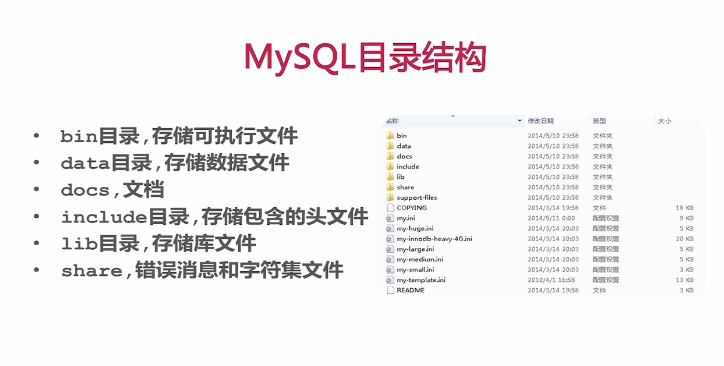 MySQL目录结构
• bin目录,存储可执行文件
• data目录,存储数据文件
• docs,文档
• include目录,存储包含的头文件
• lib目录,存储库文件
• share,错误消息和字符集文件
名称 修改日期 类型 大小
bin 2014/5/10 23:58 文件夹
data 2014/5/10 23:58 文件夹
docs 2014/5/10 23:58 文件夹
include 2014/5/10 23:58 文件夹
lib 2014/5/10 23:58 文件夹
share 2014/5/10 23:58 文件夹
support-files 2014/5/10 23:58 文件夹
COPYING 2014/3/14 19:58 文件 18 KB
my.ini 2014/5/11 0:00 配置设置 9 KB
my-huge.ini 2014/3/14 20:03 配置设置 5 KB
my-innodb-heavy-4G.ini 2014/3/14 20:03 配置设置 20 KB
my-large.ini 2014/3/14 20:03 配置设置 5 KB
my-medium.ini 2014/3/14 20:03 配置设置 5 KB
my-small.ini 2014/3/14 20:03 配置设置 3 KB
my-template.ini 2010/4/1 16:58 配置设置 13 KB
README 2014/3/14 19:58 文件 3 KB